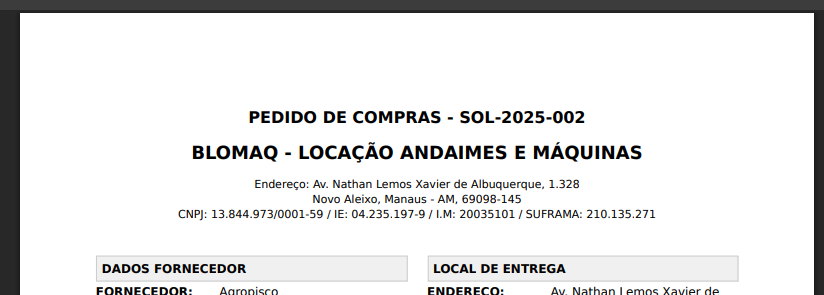 PEDIDO DE COMPRAS - SOL-2025-002
BLOMAQ - LOCAÇÃO ANDAIMES E MÁQUINAS
Endereço: Av. Nathan Lemos Xavier de Albuquerque, 1.328
Novo Aleixo, Manaus - AM, 69098-145
CNPJ: 13.844.973/0001-59 / IE: 04.235.197-9 / I.M: 20035101 / SUFRAMA: 210.135.271
DADOS FORNECEDOR
LOCAL DE ENTREGA
FORNECEDOR: Agropisco
ENDEREÇO: Av. Nathan Lemos Xavier de